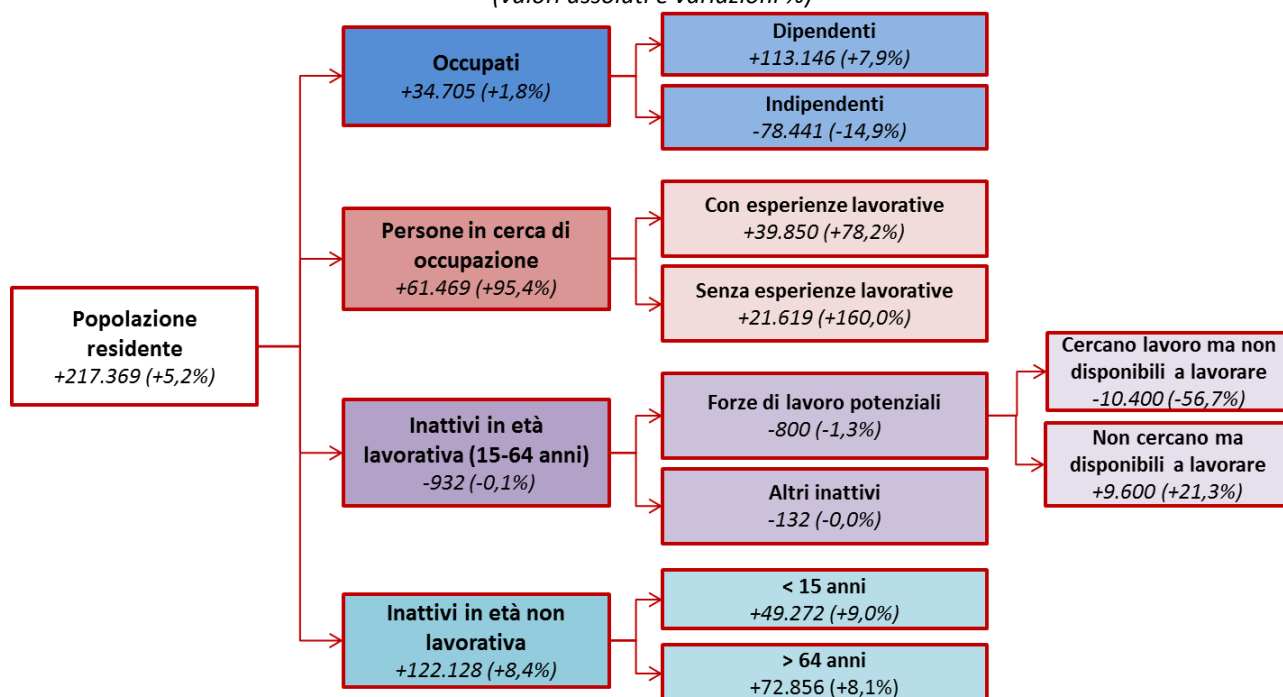 (valori assoluti e variazioni %)
Popolazione
residente
+217.369 (+5,2%)
Occupati
+34.705 (+1,8%)
Dipendenti
+113.146 (+7,9%)
Indipendenti
-78.441 (-14,9%)
Persone in cerca di
occupazione
+61.469 (+95,4%)
Con esperienze lavorative
+39.850 (+78,2%)
Senza esperienze lavorative
+21.619 (+160,0%)
Inattivi in età
lavorativa (15-64 anni)
-932 (-0,1%)
Forze di lavoro potenziali
-800 (-1,3%)
Cercano lavoro ma non
disponibili a lavorare
-10.400 (-56,7%)
Non cercano ma
disponibili a lavorare
+9.600 (+21,3%)
Altri inattivi
-132 (-0,0%)
Inattivi in età non
lavorativa
+122.128 (+8,4%)
< 15 anni
+49.272 (+9,0%)
> 64 anni
+72.856 (+8,1%)